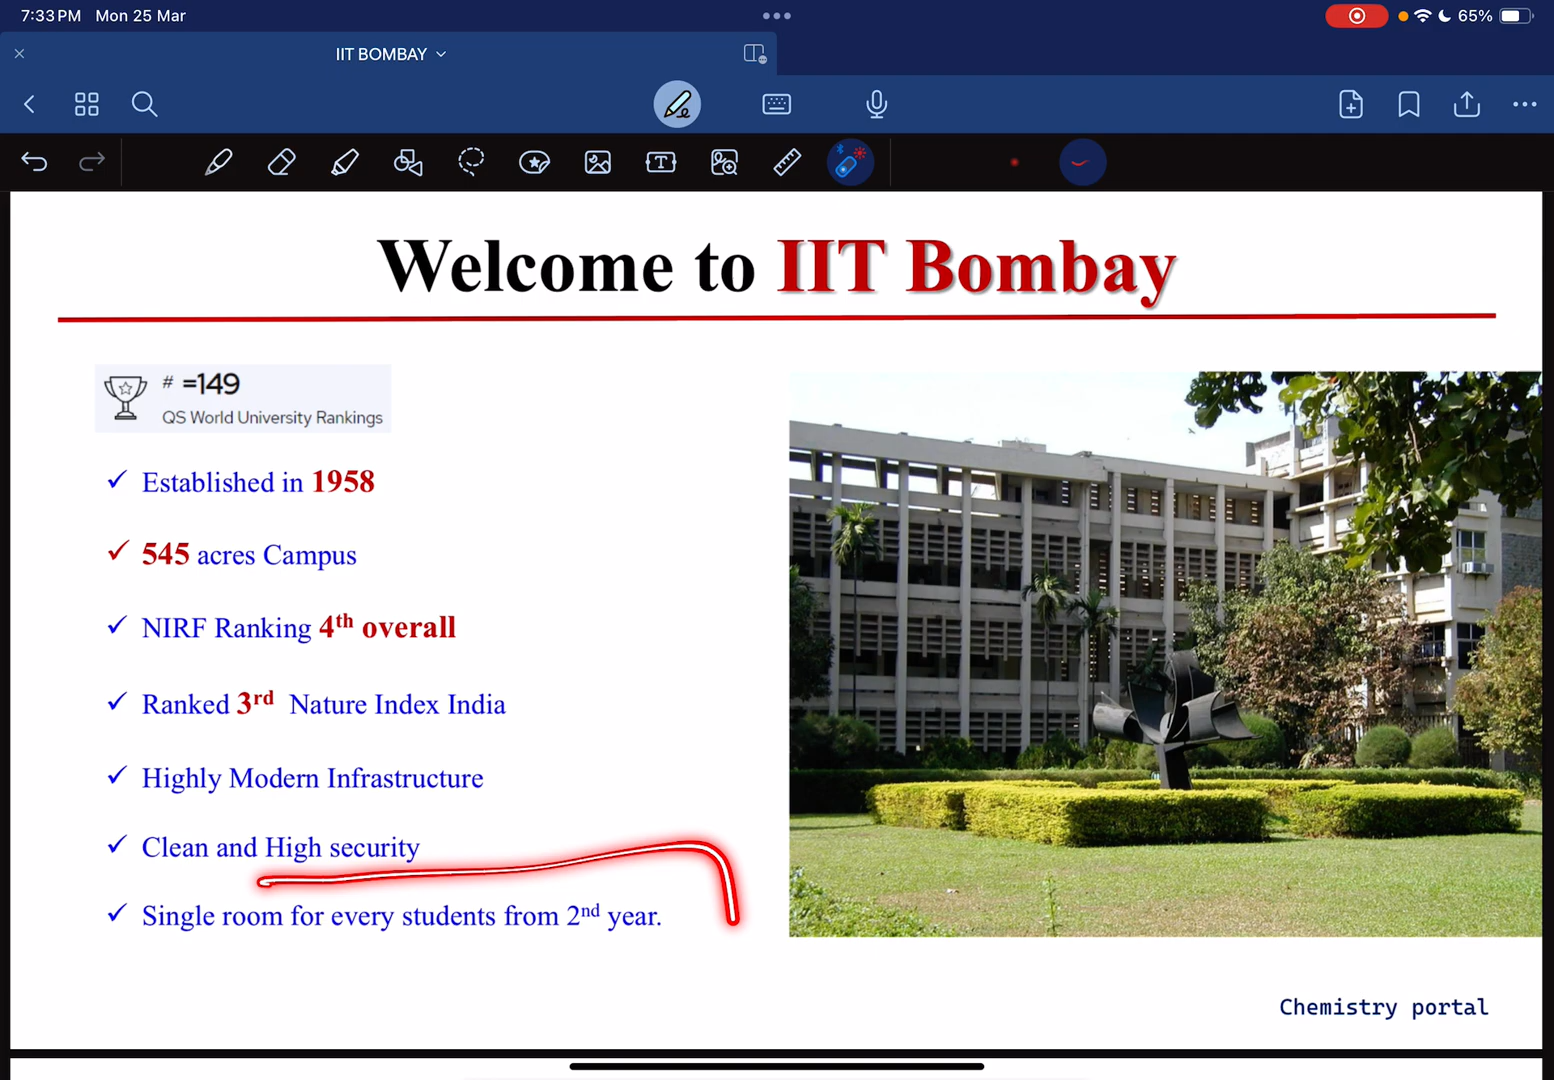 7:33 PM Mon 25 Mar
65%
IIT BOMBAY
Welcome to IIT Bombay
# =149
QS World University Rankings
✓ Established in 1958
✓ 545 acres Campus
✓ NIRF Ranking 4th overall
✓ Ranked 3rd Nature Index India
✓ Highly Modern Infrastructure
✓ Clean and High security
✓ Single room for every students from 2nd year.
Chemistry portal